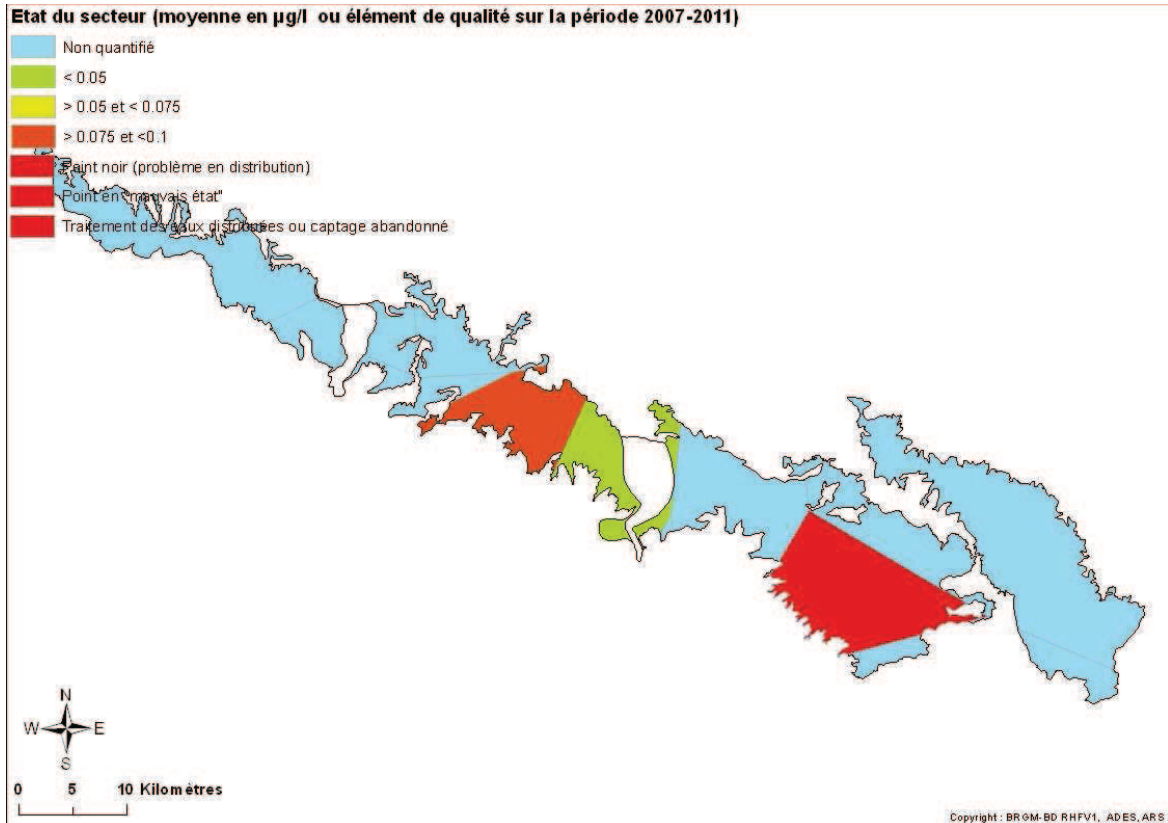 Etat du secteur (moyenne en µg/l ou élément de qualité sur la période 2007-2011)
Non quantifié
< 0.05
> 0.05 et < 0.075
> 0.075 et <0.1
Point noir (problème en distribution)
Point en "mauvais état"
Traitement des eaux distribuées ou captage abandonné
N
W E
S
0 5 10 Kilomètres
Copyright : BRGM-BD RHFV1, ADES, ARS